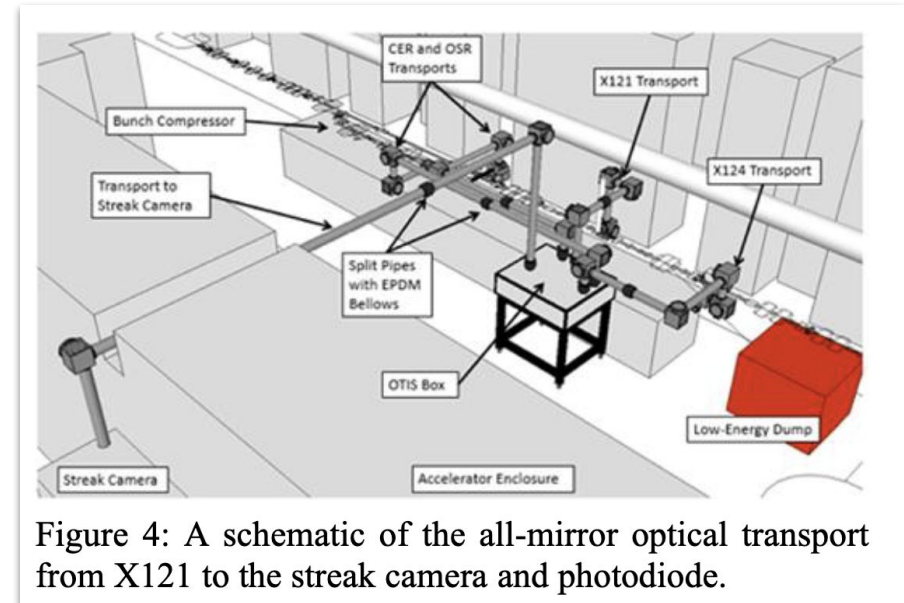 CER and OSR
Transports
X121 Transport
Bunch Compressor
X124 Transport
Transport to
Streak Camera
Split Pipes
with EPDM
Bellows
OTIS Box
Low-Energy Dump
Streak Camera
Accelerator Enclosure
Figure 4: A schematic of the all-mirror optical transport
from X121 to the streak camera and photodiode.